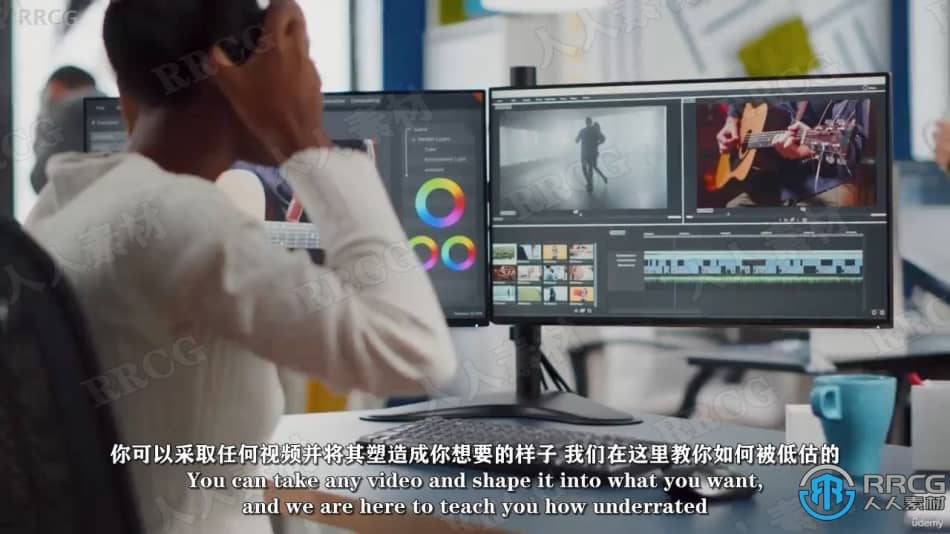 RRCG
你可以采取任何视频并将其塑造成你想要的样子 我们在这里教你如何被低估的
You can take any video and shape it into what you want,
and we are here to teach you how underrated
RRCG
人人素材
ûdemy